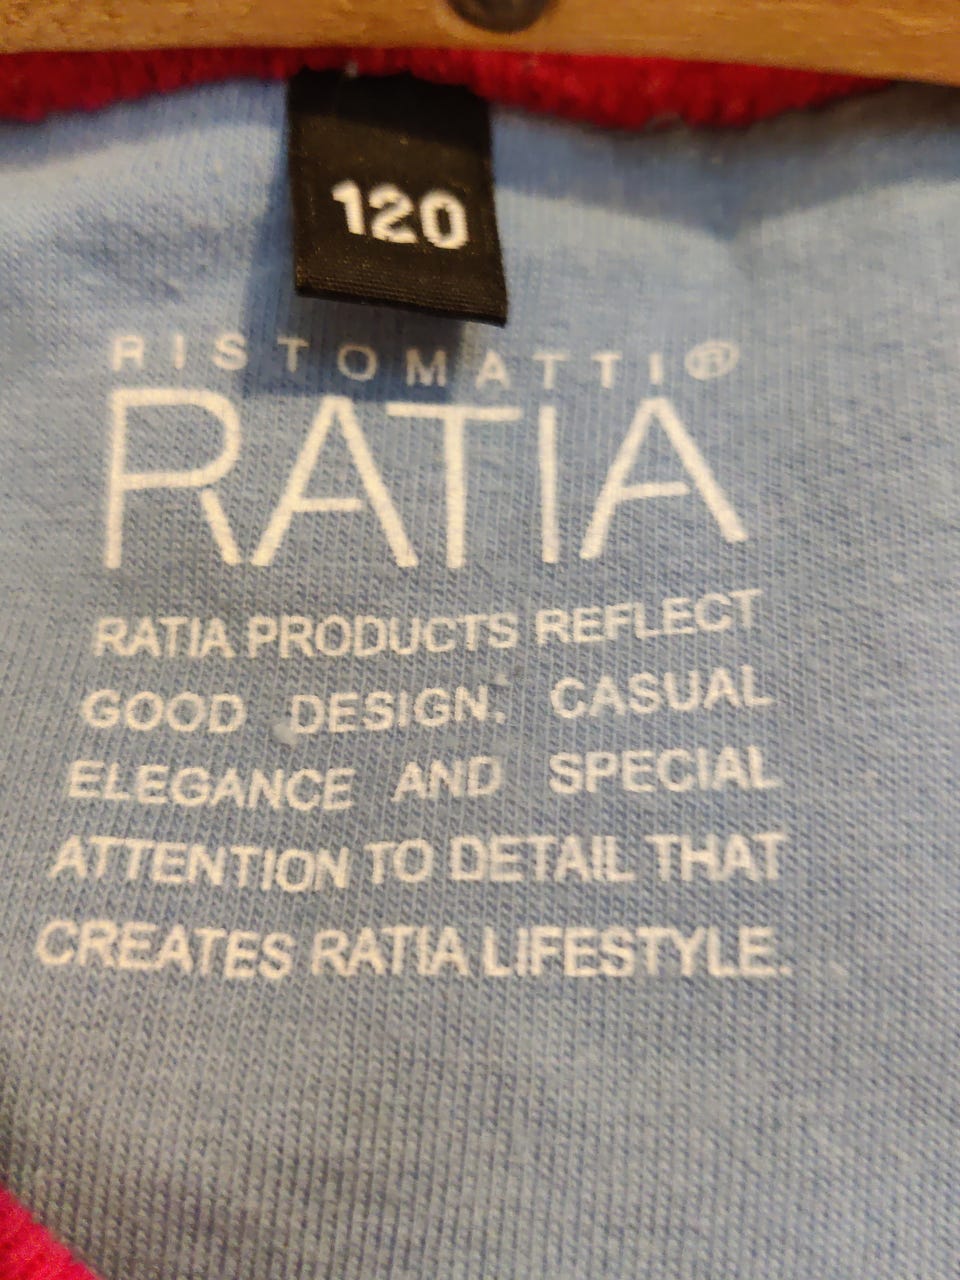 120
RISTOMATTI®
RATIA
RATIA PRODUCTS REFLECT
GOOD DESIGN. CASUAL
ELEGANCE AND SPECIAL
ATTENTION TO DETAIL THAT
CREATES RATIA LIFESTYLE.